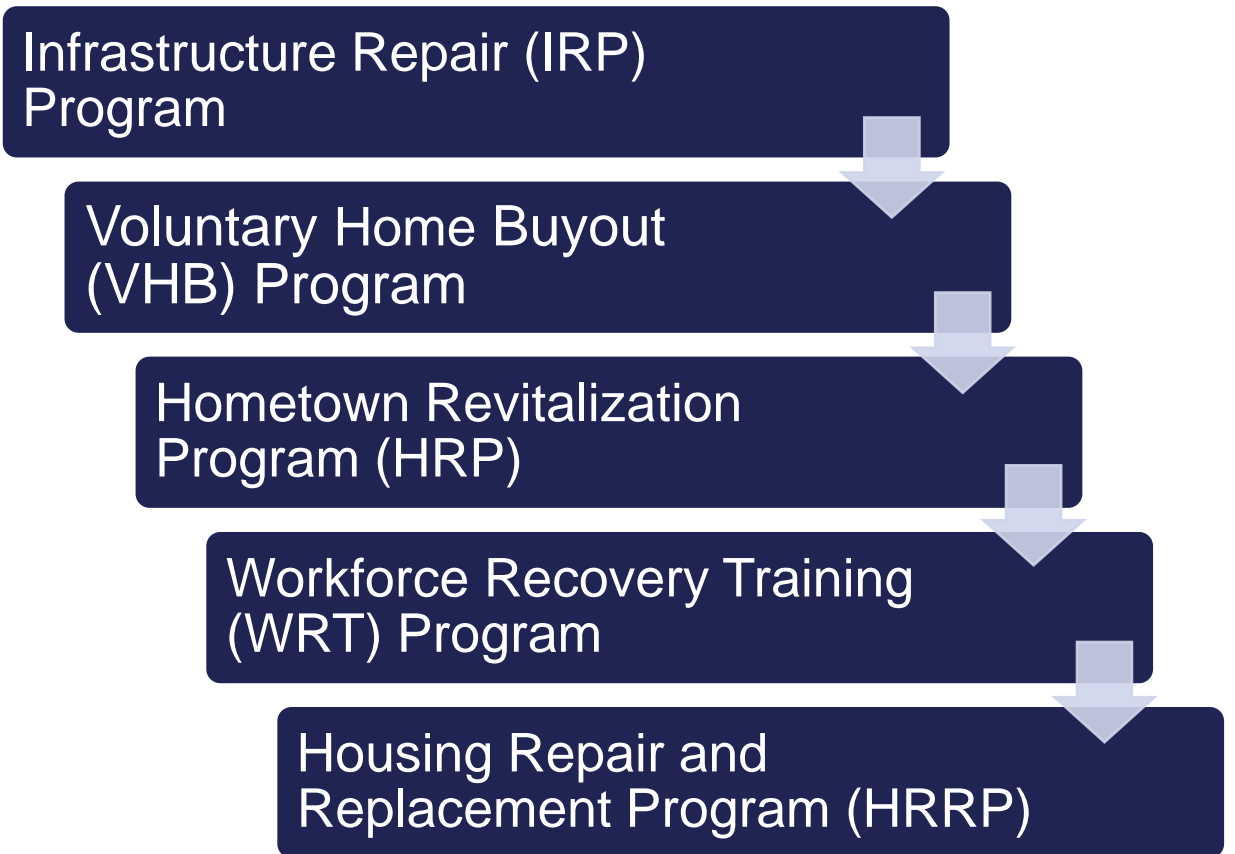 Infrastructure Repair (IRP)
Program
Voluntary Home Buyout
(VHB) Program
Hometown Revitalization
Program (HRP)
Workforce Recovery Training
(WRT) Program
Housing Repair and
Replacement Program (HRRP)